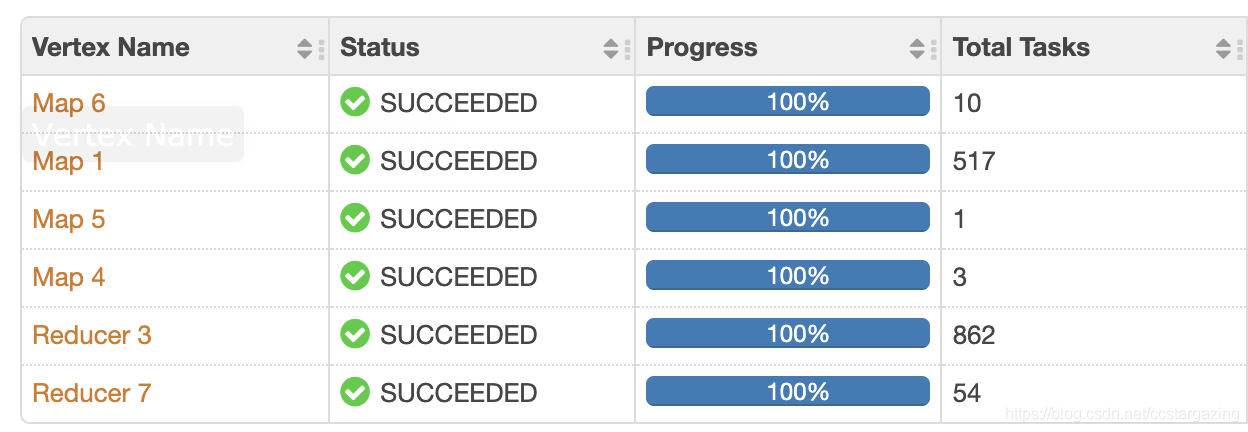 Vertex Name Status Progress Total Tasks
Map 6 SUCCEEDED 100% 10
Vertex Name
Map 1 SUCCEEDED 100% 517
Map 5 SUCCEEDED 100% 1
Map 4 SUCCEEDED 100% 3
Reducer 3 SUCCEEDED 100% 862
Reducer 7 SUCCEEDED 100% 54
https://blog.csdn.net/ccstargazing